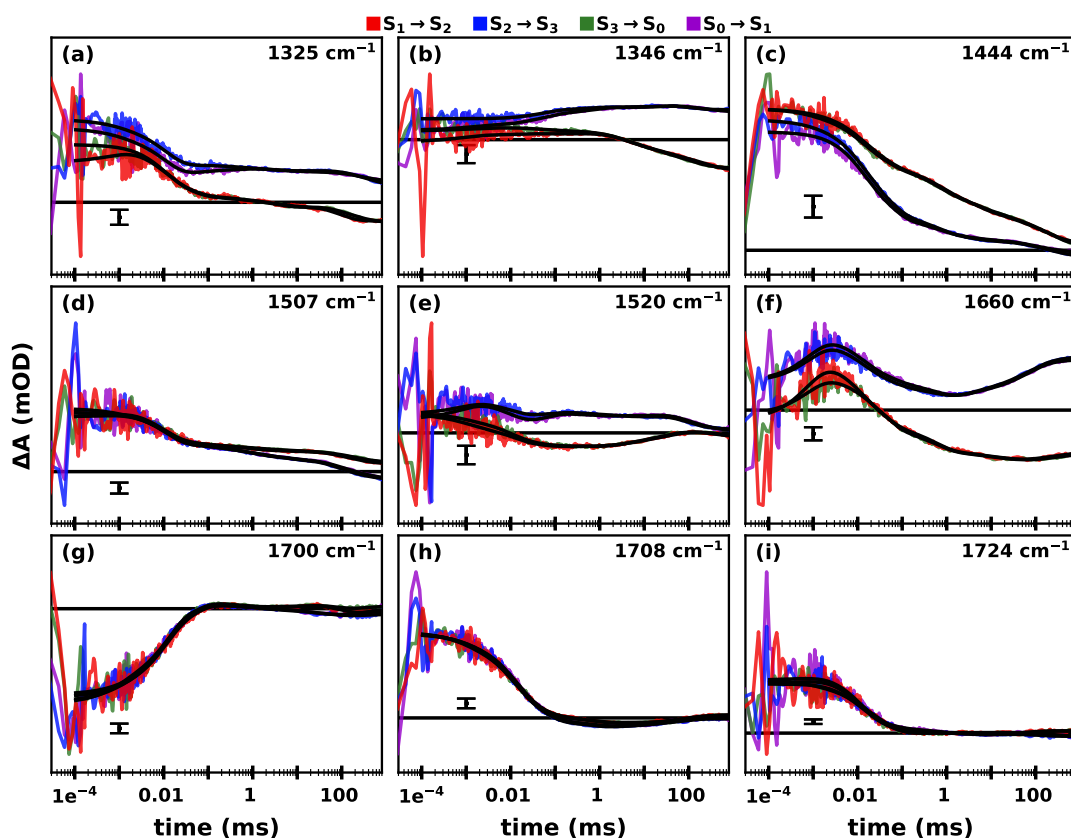 S₁ → S₂ S₂ → S₃ S₃ → S₀ S₀ → S₁
(a) 1325 cm⁻¹ (b) 1346 cm⁻¹ (c) 1444 cm⁻¹
(d) 1507 cm⁻¹ (e) 1520 cm⁻¹ (f) 1660 cm⁻¹
ΔA (mOD)
(g) 1700 cm⁻¹ (h) 1708 cm⁻¹ (i) 1724 cm⁻¹
1e⁻⁴ 0.01 1 100 1e⁻⁴ 0.01 1 100 1e⁻⁴ 0.01 1 100
time (ms) time (ms) time (ms)